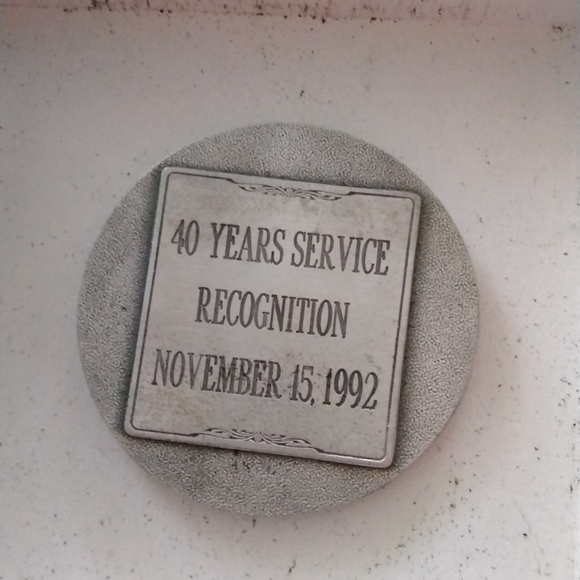 40 YEARS SERVICE
RECOGNITION
NOVEMBER 15, 1992